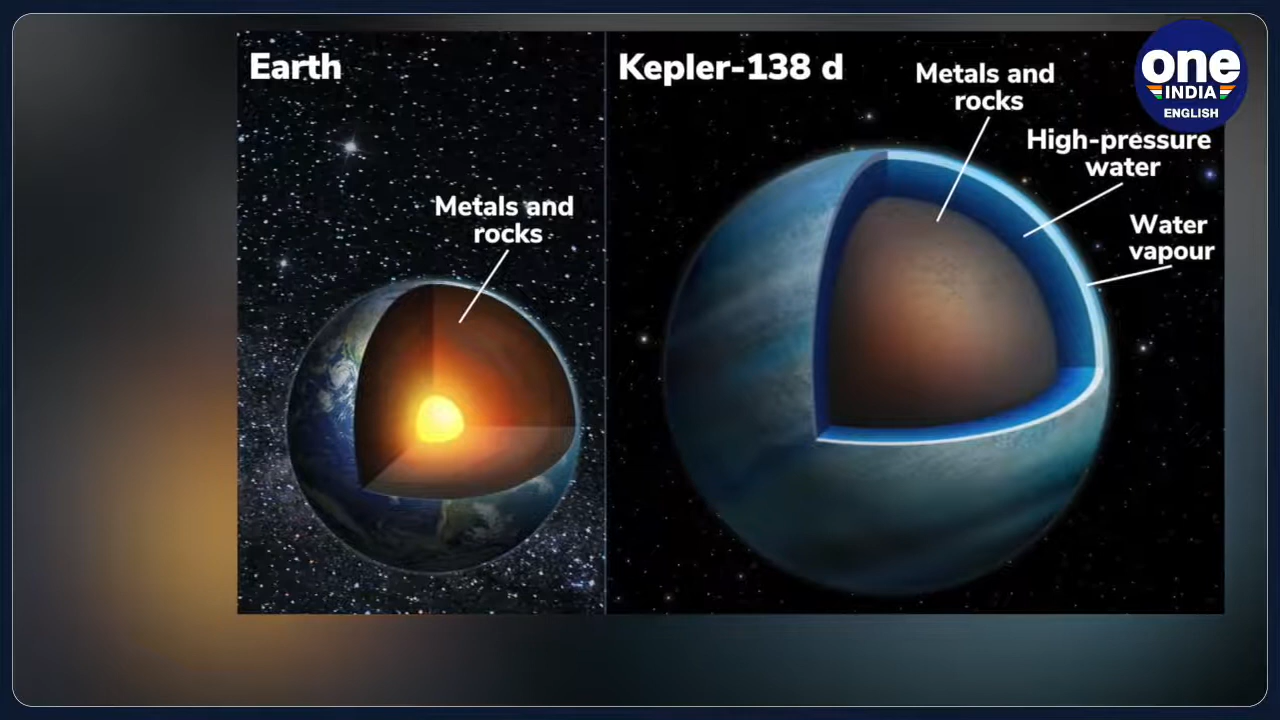 Earth
Metals and
rocks
Kepler-138 d
Metals and
rocks
High-pressure
water
Water
vapour
one
INDIA
ENGLISH